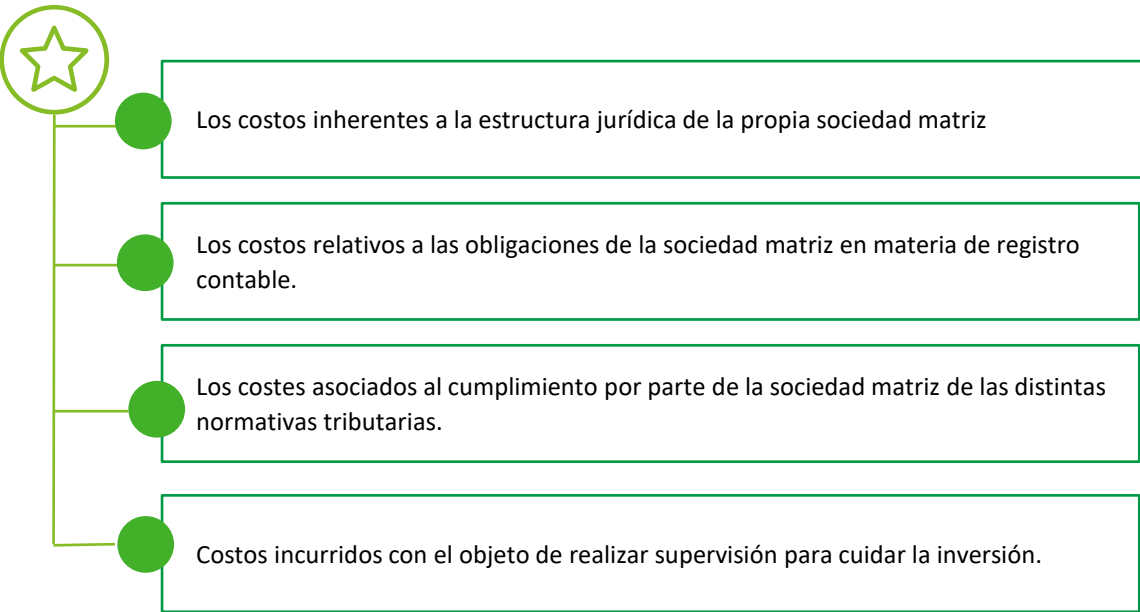 Los costos inherentes a la estructura jurídica de la propia sociedad matriz
Los costos relativos a las obligaciones de la sociedad matriz en materia de registro
contable.
Los costes asociados al cumplimiento por parte de la sociedad matriz de las distintas
normativas tributarias.
Costos incurridos con el objeto de realizar supervisión para cuidar la inversión.